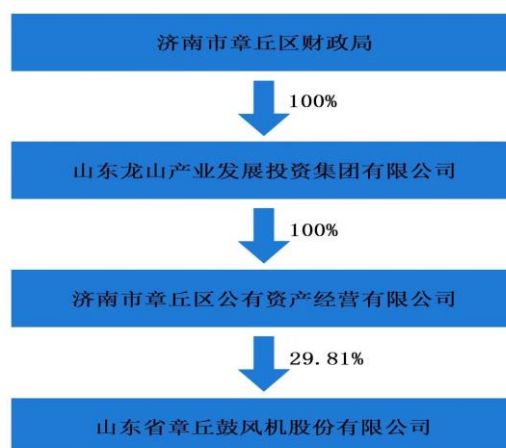 济南市章丘区财政局
100%
山东龙山产业发展投资集团有限公司
100%
济南市章丘区公有资产经营有限公司
29.81%
山东省章丘鼓风机股份有限公司